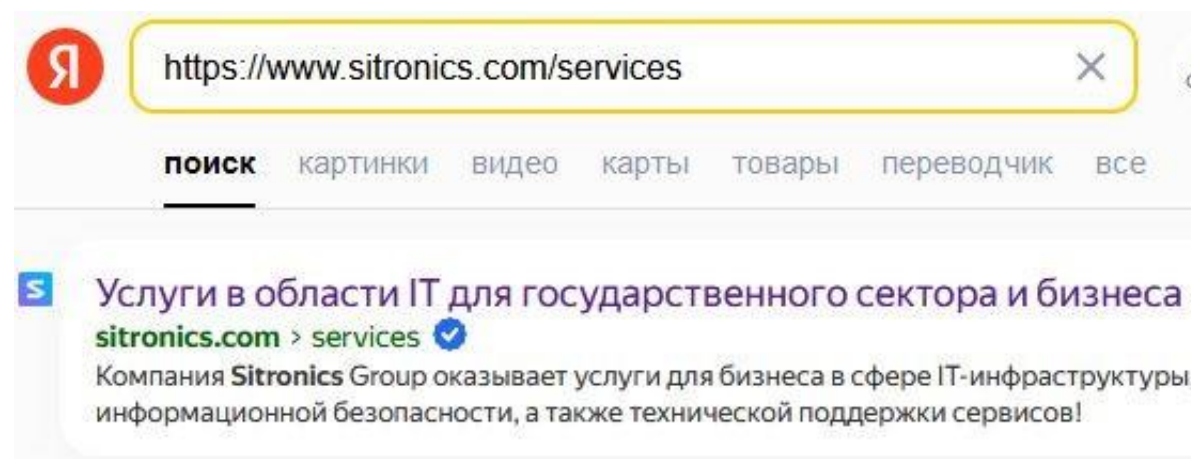 Я
https://www.sitronics.com/services
поиск картинки видео карты товары переводчик все
S
Услуги в области IT для государственного сектора и бизнеса
sitronics.com › services
Компания Sitronics Group оказывает услуги для бизнеса в сфере IT-инфраструктуры
информационной безопасности, а также технической поддержки сервисов!